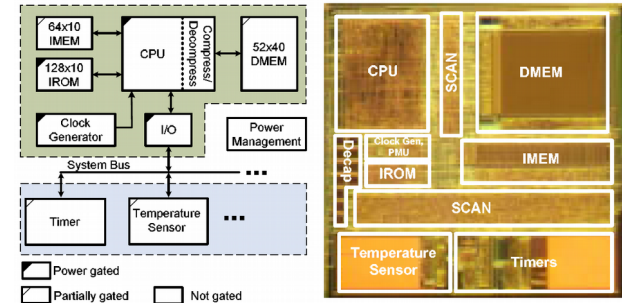 64x10
IMEM
128x10
IROM
CPU
Compress/
Decompress
52x40
DMEM
Clock
Generator
I/O
Power
Management
System Bus
...
Timer
Temperature
Sensor
...
Power gated
Partially gated
Not gated
CPU
SCAN
DMEM
Clock Gen,
PMU
IROM
Decap
IMEM
SCAN
Temperature
Sensor
Timers